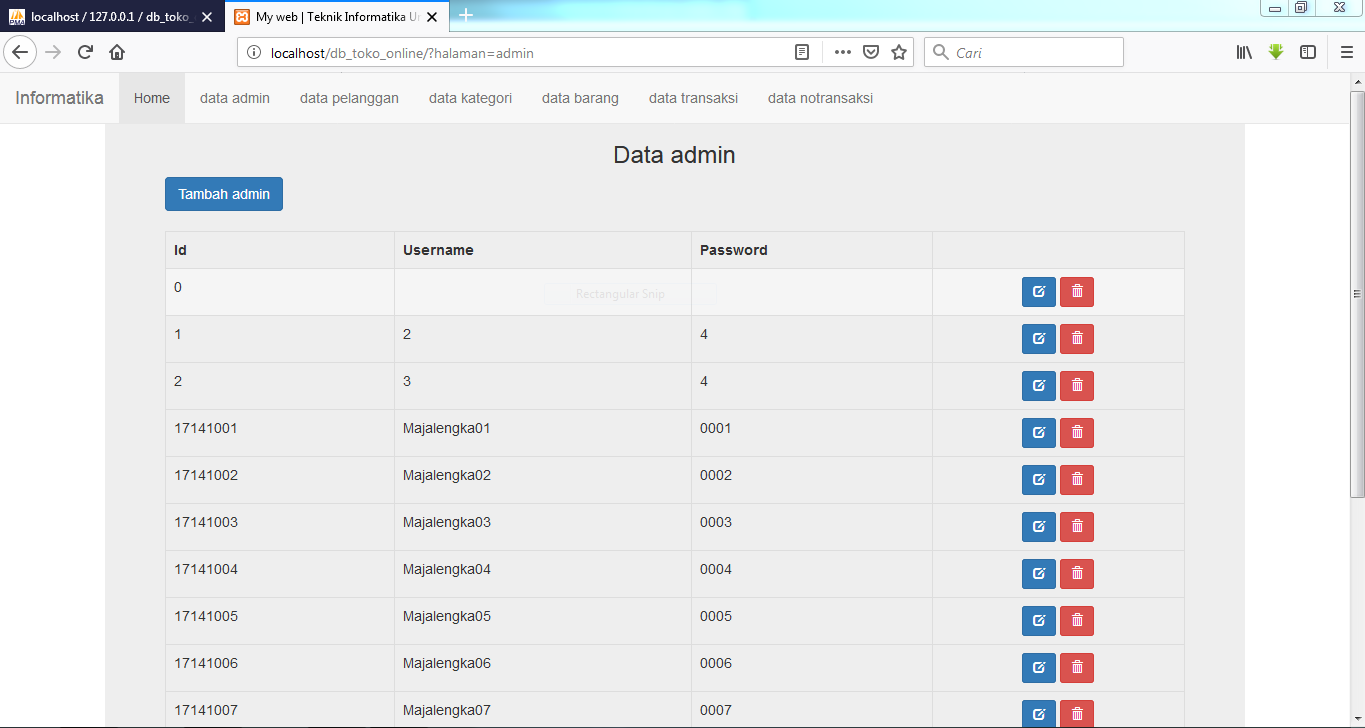 localhost / 127.0.0.1 / db_toko_
My web | Teknik Informatika Un
localhost/db_toko_online/?halaman=admin
Cari
Informatika Home data admin data pelanggan data kategori data barang data transaksi data notransaksi
Data admin
Tambah admin
Id Username Password
0
Rectangular Snip
1 2 4
2 3 4
17141001 Majalengka01 0001
17141002 Majalengka02 0002
17141003 Majalengka03 0003
17141004 Majalengka04 0004
17141005 Majalengka05 0005
17141006 Majalengka06 0006
17141007 Majalengka07 0007